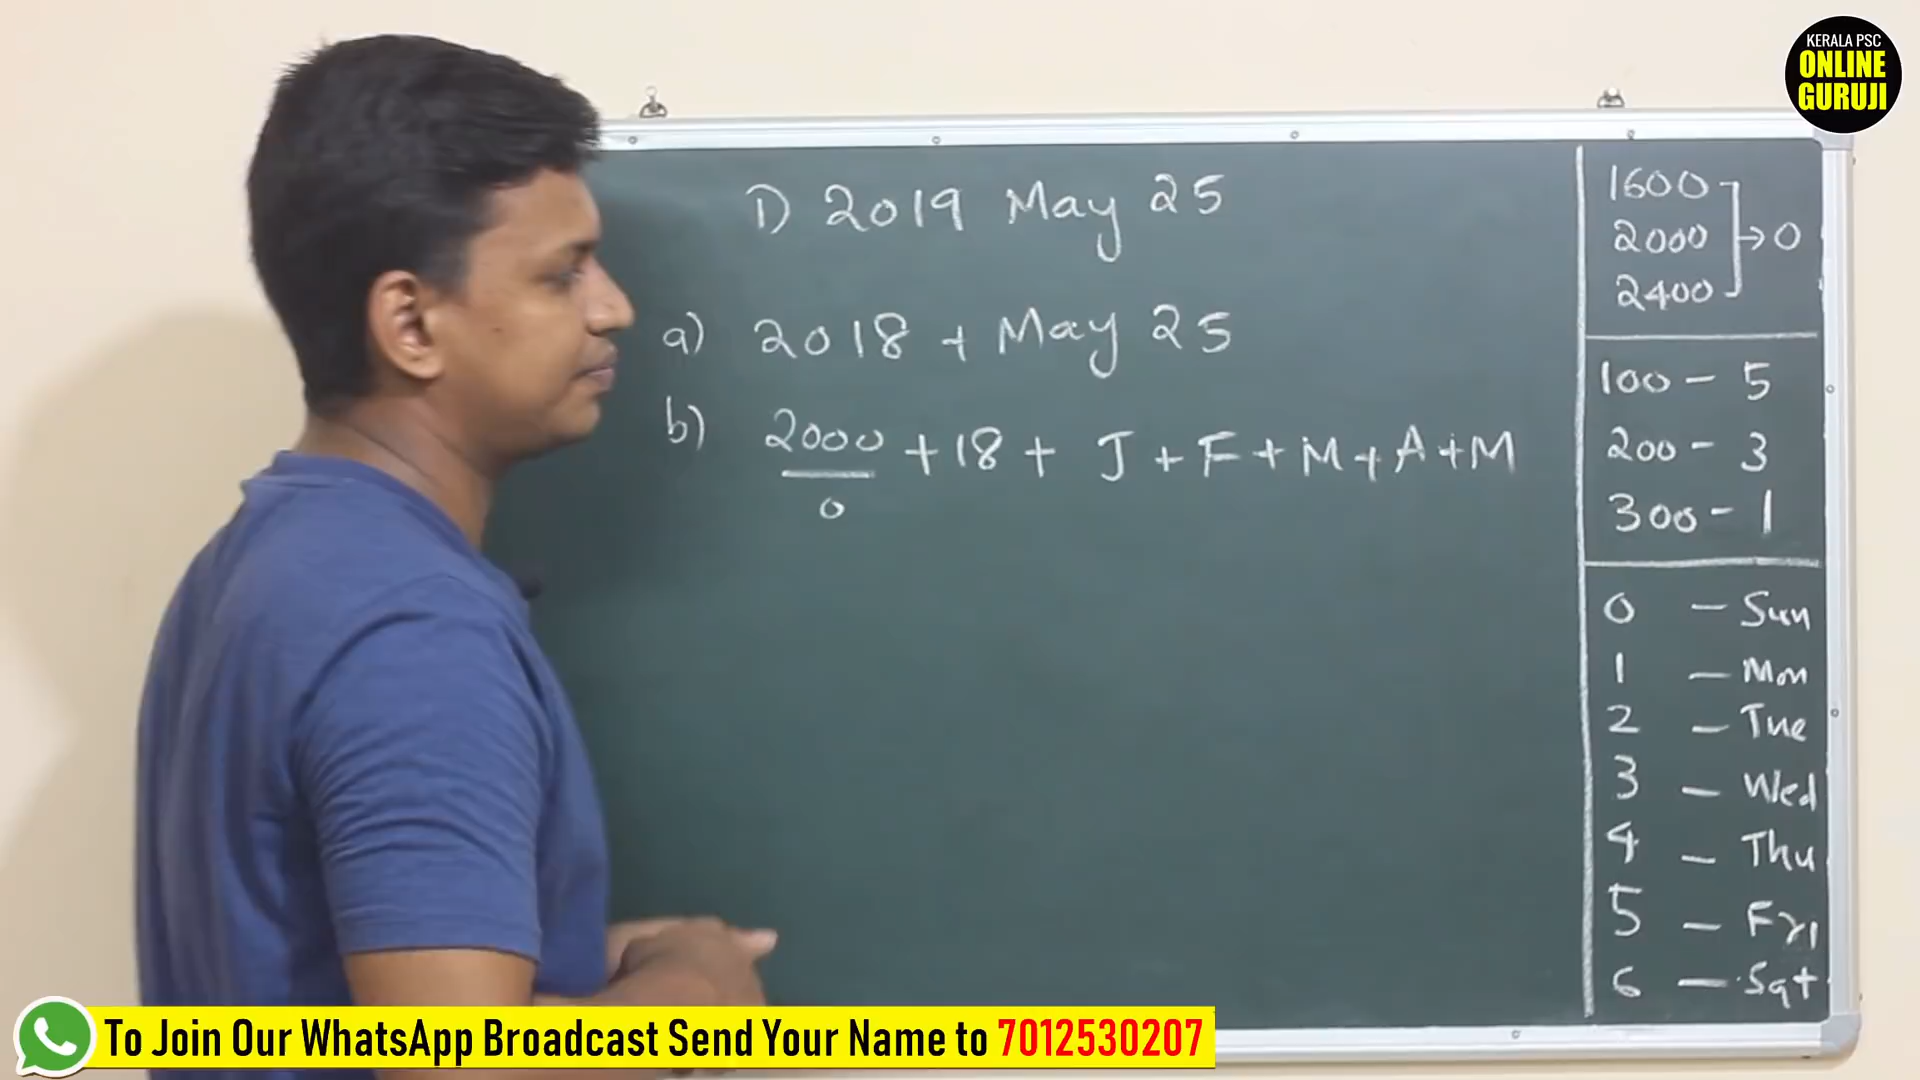 KERALA PSC
ONLINE
GURUJI
1) 2019 May 25
a) 2018 + May 25
b) 2000 + 18 + J + F + M + A + M
0
1600
2000 → 0
2400
100 - 5
200 - 3
300 - 1
0 - Sun
1 - Mon
2 - Tue
3 - Wed
4 - Thu
5 - Fri
6 - Sat
To Join Our WhatsApp Broadcast Send Your Name to 7012530207